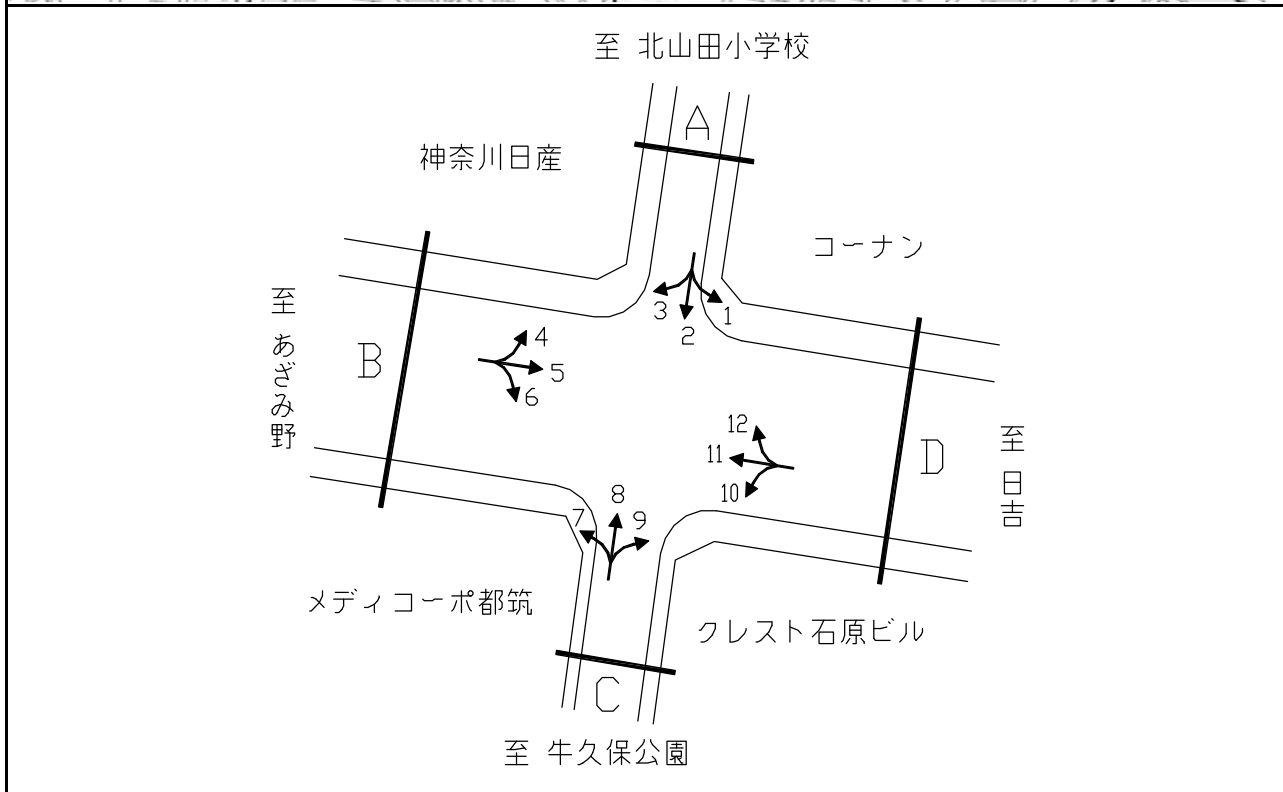 至 北山田小学校
A
神奈川日産
コーナン
至 あざみ野
B
3
2
1
4
5
6
12
11
10
D
至 日吉
7
8
9
メディコーポ都筑
クレスト石原ビル
C
至 牛久保公園